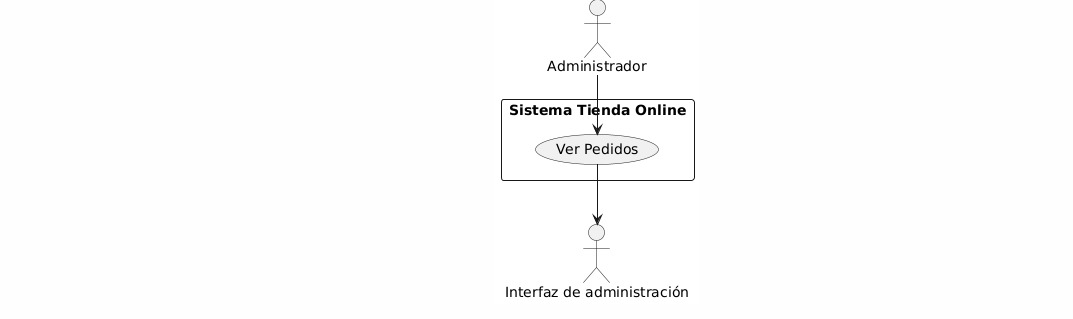 Administrador
Sistema Tienda Online
Ver Pedidos
Interfaz de administración